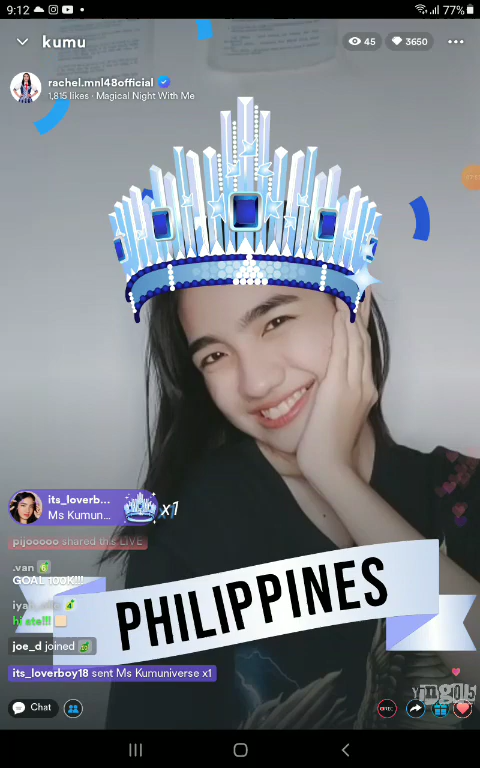 9:12
77%
kumu
45
3650
rachel.mnl48official
1,815 likes · Magical Night With Me
its_loverb...
Ms Kumun...
x1
pijooooo shared this LIVE
.van 6
GOAL 100K!!!
hi ate!!!
joe_d joined
its_loverboy18 sent Ms Kumuniverse x1
PHILIPPINES
Chat